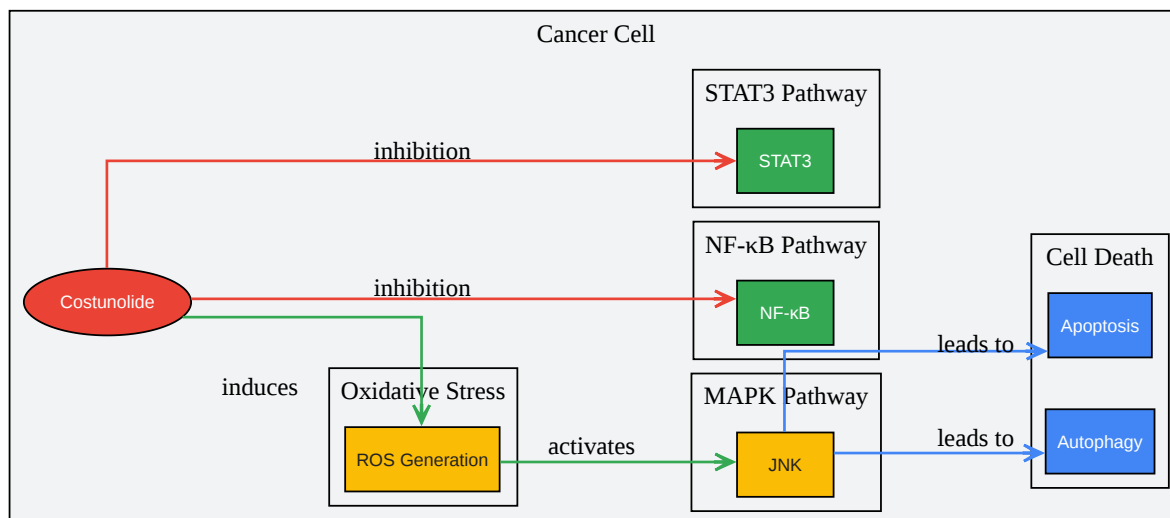 Cancer Cell
STAT3 Pathway
inhibition
STAT3
NF-κB Pathway
Cell Death
Costunolide
inhibition
NF-κB
Apoptosis
leads to
induces
Oxidative Stress
MAPK Pathway
ROS Generation
activates
JNK
leads to
Autophagy